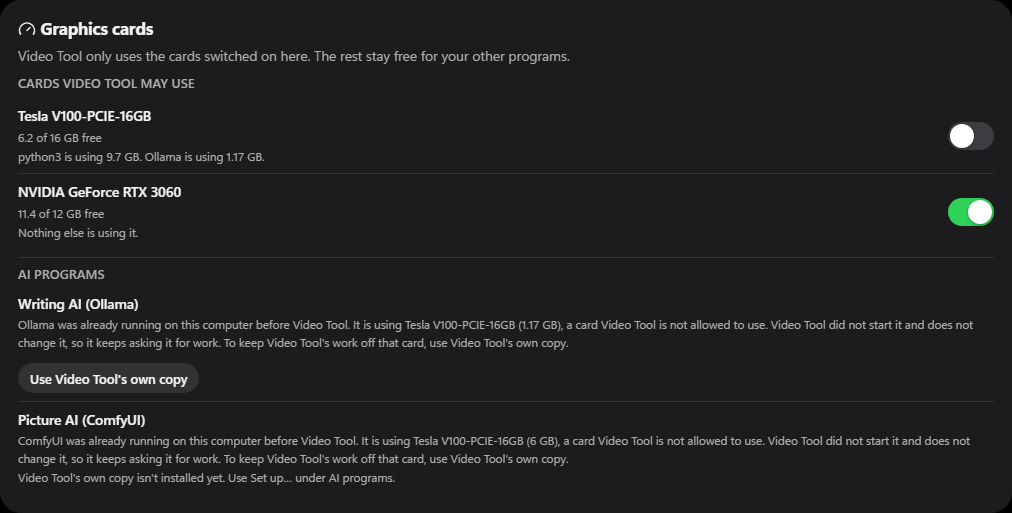 Graphics cards
Video Tool only uses the cards switched on here. The rest stay free for your other programs.
CARDS VIDEO TOOL MAY USE
Tesla V100-PCIE-16GB
6.2 of 16 GB free
python3 is using 9.7 GB. Ollama is using 1.17 GB.
NVIDIA GeForce RTX 3060
11.4 of 12 GB free
Nothing else is using it.
AI PROGRAMS
Writing AI (Ollama)
Ollama was already running on this computer before Video Tool. It is using Tesla V100-PCIE-16GB (1.17 GB), a card Video Tool is not allowed to use. Video Tool did not start it and does not
change it, so it keeps asking it for work. To keep Video Tool's work off that card, use Video Tool's own copy.
Use Video Tool's own copy
Picture AI (ComfyUI)
ComfyUI was already running on this computer before Video Tool. It is using Tesla V100-PCIE-16GB (6 GB), a card Video Tool is not allowed to use. Video Tool did not start it and does not
change it, so it keeps asking it for work. To keep Video Tool's work off that card, use Video Tool's own copy.
Video Tool's own copy isn't installed yet. Use Set up... under AI programs.